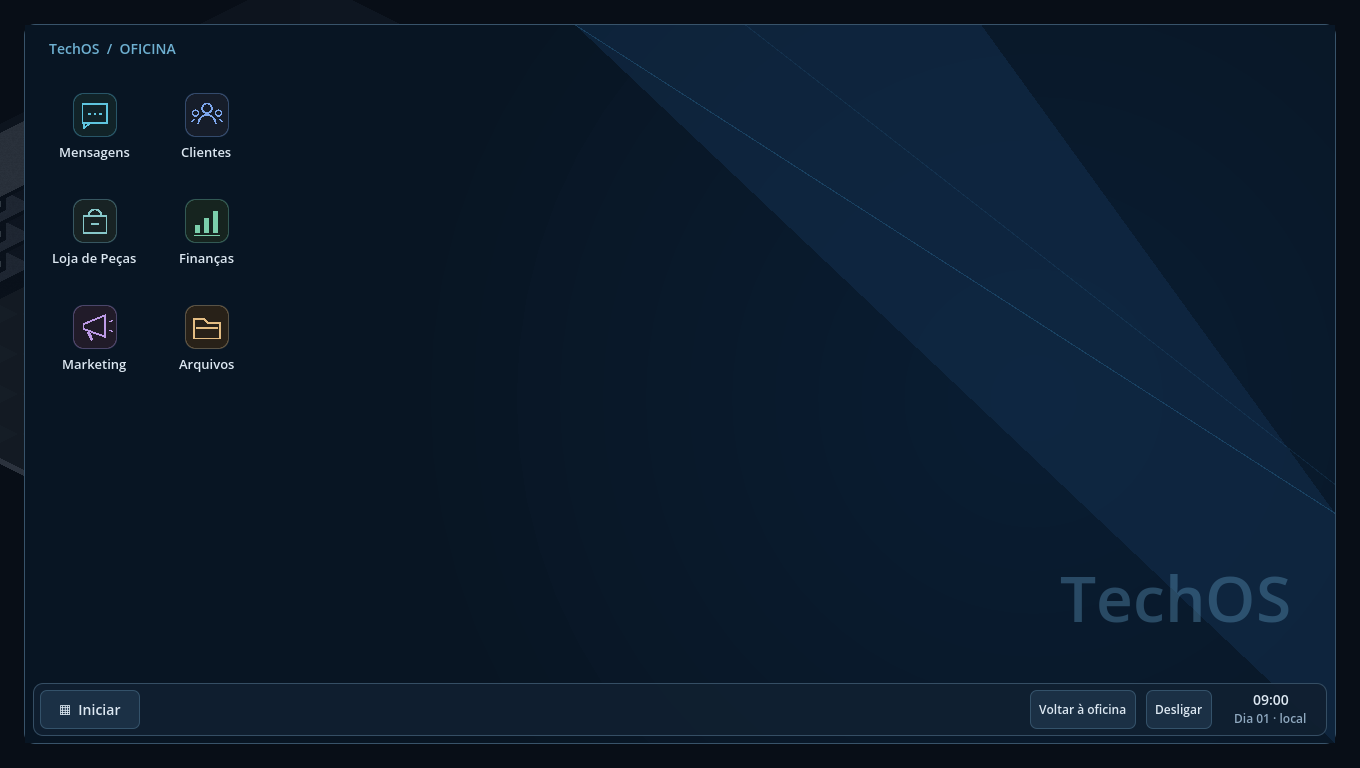 TechOS / OFICINA
Mensagens
Clientes
Loja de Peças
Finanças
Marketing
Arquivos
TechOS
Iniciar
Voltar à oficina
Desligar
09:00
Dia 01 · local